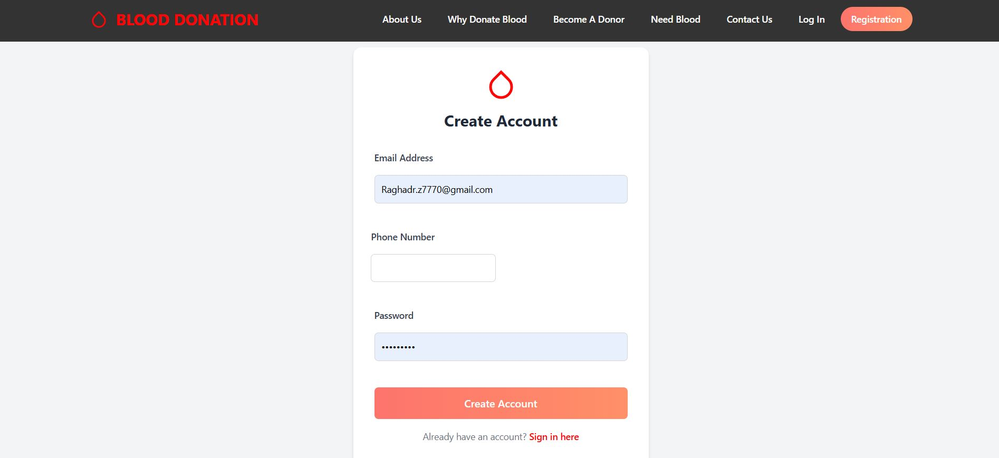 BLOOD DONATION
About Us Why Donate Blood Become A Donor Need Blood Contact Us Log In Registration
Create Account
Email Address
Raghadr.z7770@gmail.com
Phone Number
Password
•••••••••
Create Account
Already have an account? Sign in here